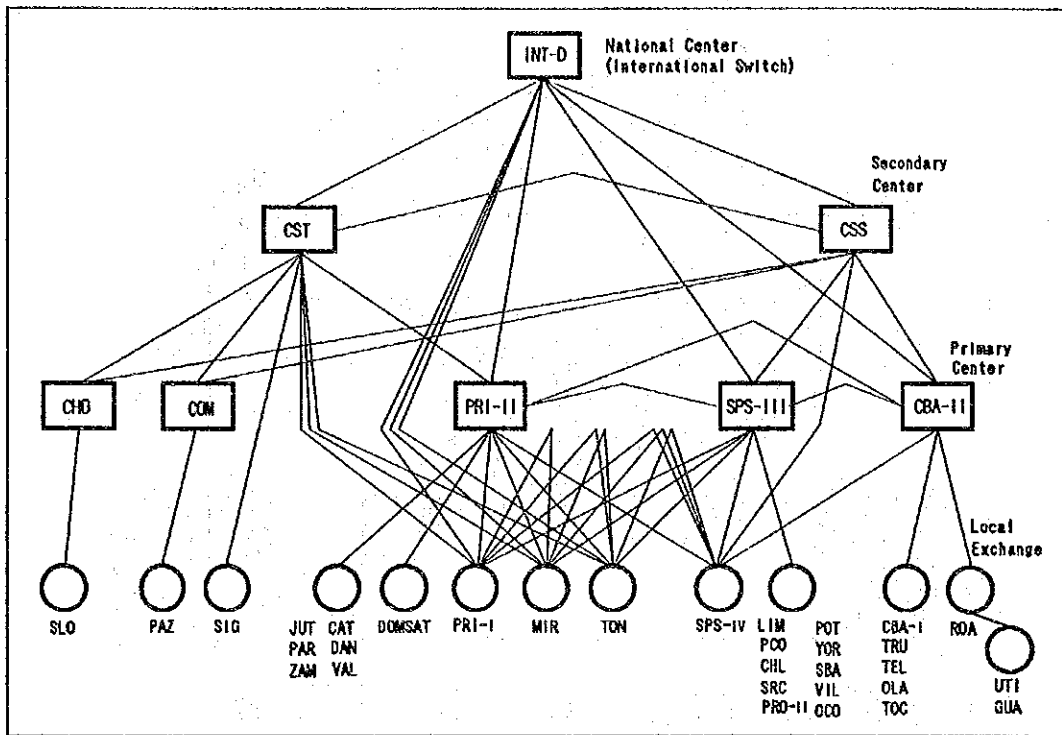 INT-D
National Center
(International Switch)
Secondary
Center
CST
CSS
Primary
Center
CHO
COM
PRI-II
SPS-III
CBA-II
Local
Exchange
SLO
PAZ
SIG
JUT CAT
PAR DAN
ZAM VAL
DOMSAT
PRI-I
MIR
TON
SPS-IV
LIM POT
PCO YOR
CHL SBA
SRC VIL
PRO-II OCO
CBA-I
TRU
TEL
OLA
TOC
ROA
UTI
GUA